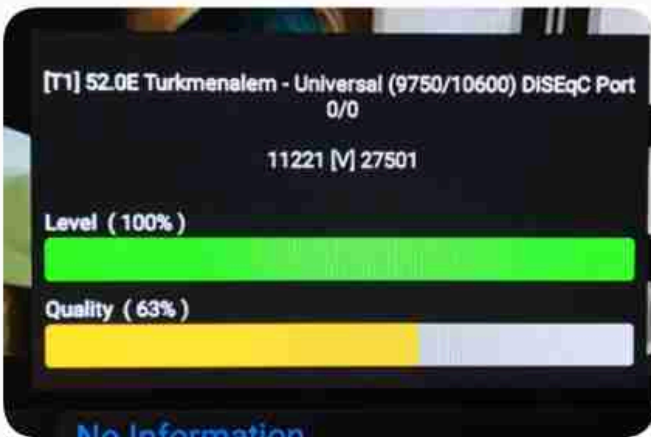 [T1] 52.0E Turkmenalem - Universal (9750/10600) DiSEqC Port
0/0
11221 [V] 27501
Level ( 100% )
Quality ( 63% )
No Information